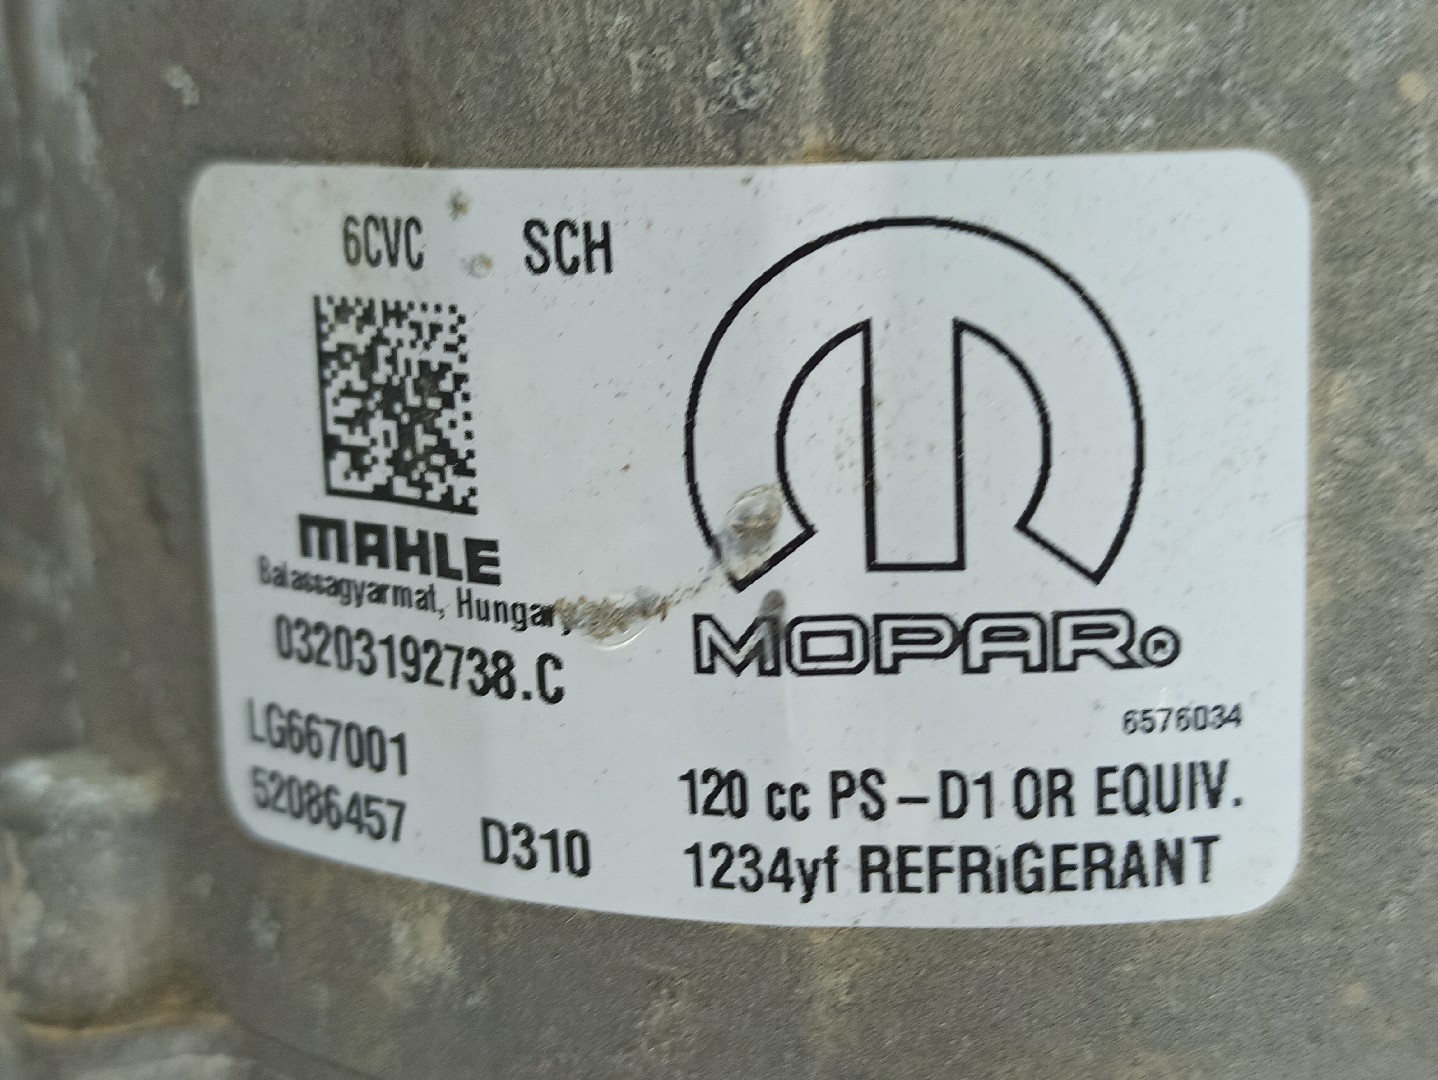 6CVC SCH
MAHLE
Balassagyarmat, Hungary
03203192738.C
LG667001
52086457
D310
MOPAR®
6576034
120 cc PS-D1 OR EQUIV.
1234yf REFRIGERANT